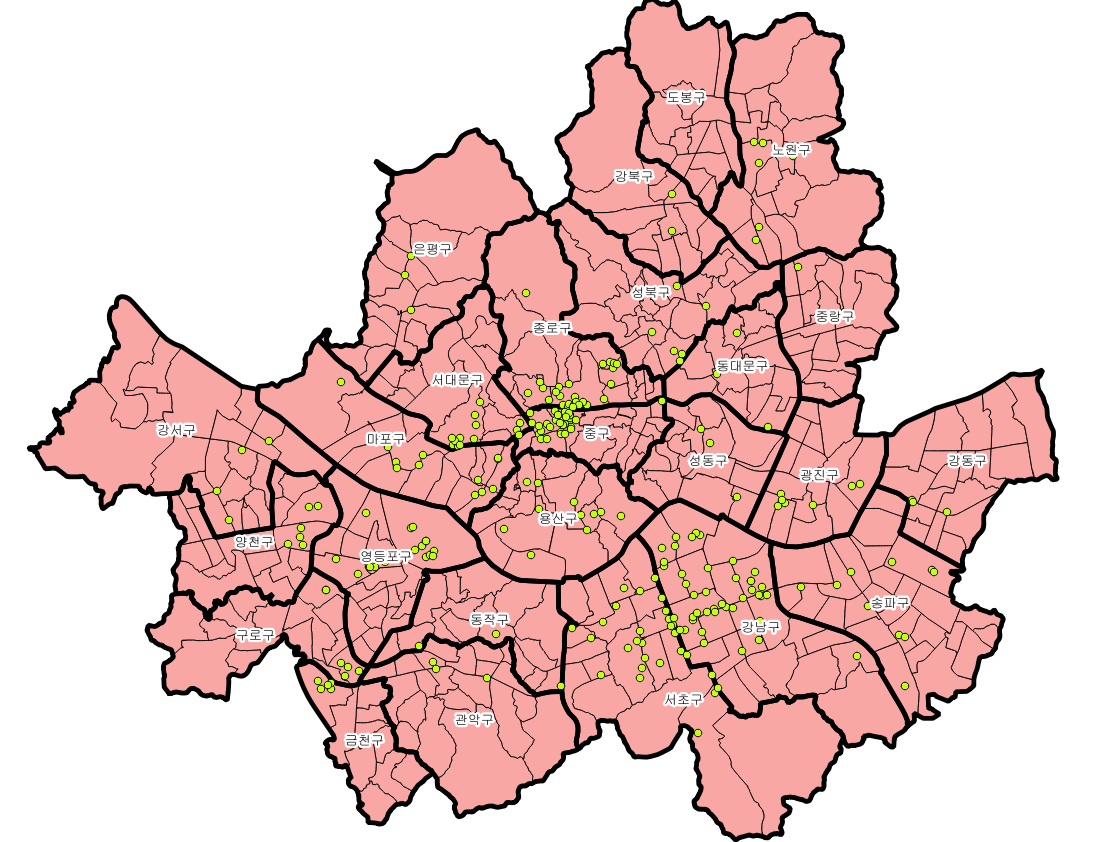 도봉구
노원구
강북구
은평구
성북구
중랑구
종로구
동대문구
서대문구
강서구
마포구
중구
성동구
강동구
광진구
용산구
양천구
영등포구
송파구
동작구
강남구
구로구
서초구
관악구
금천구